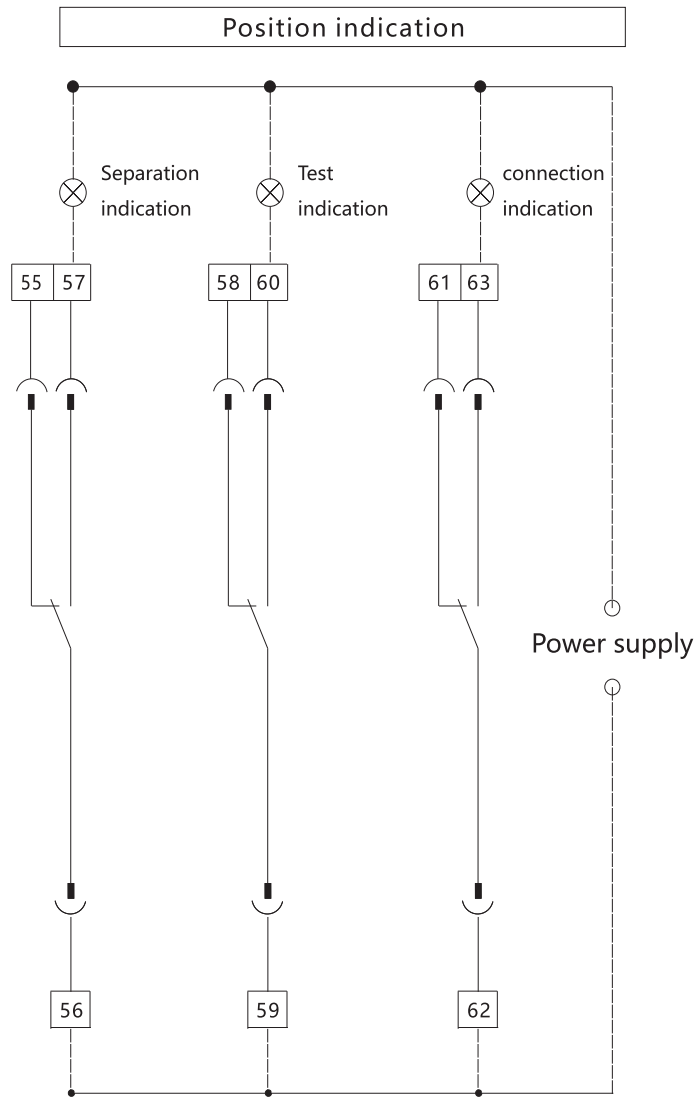 Position indication
Separation
indication
Test
indication
connection
indication
55 57
58 60
61 63
Power supply
56
59
62